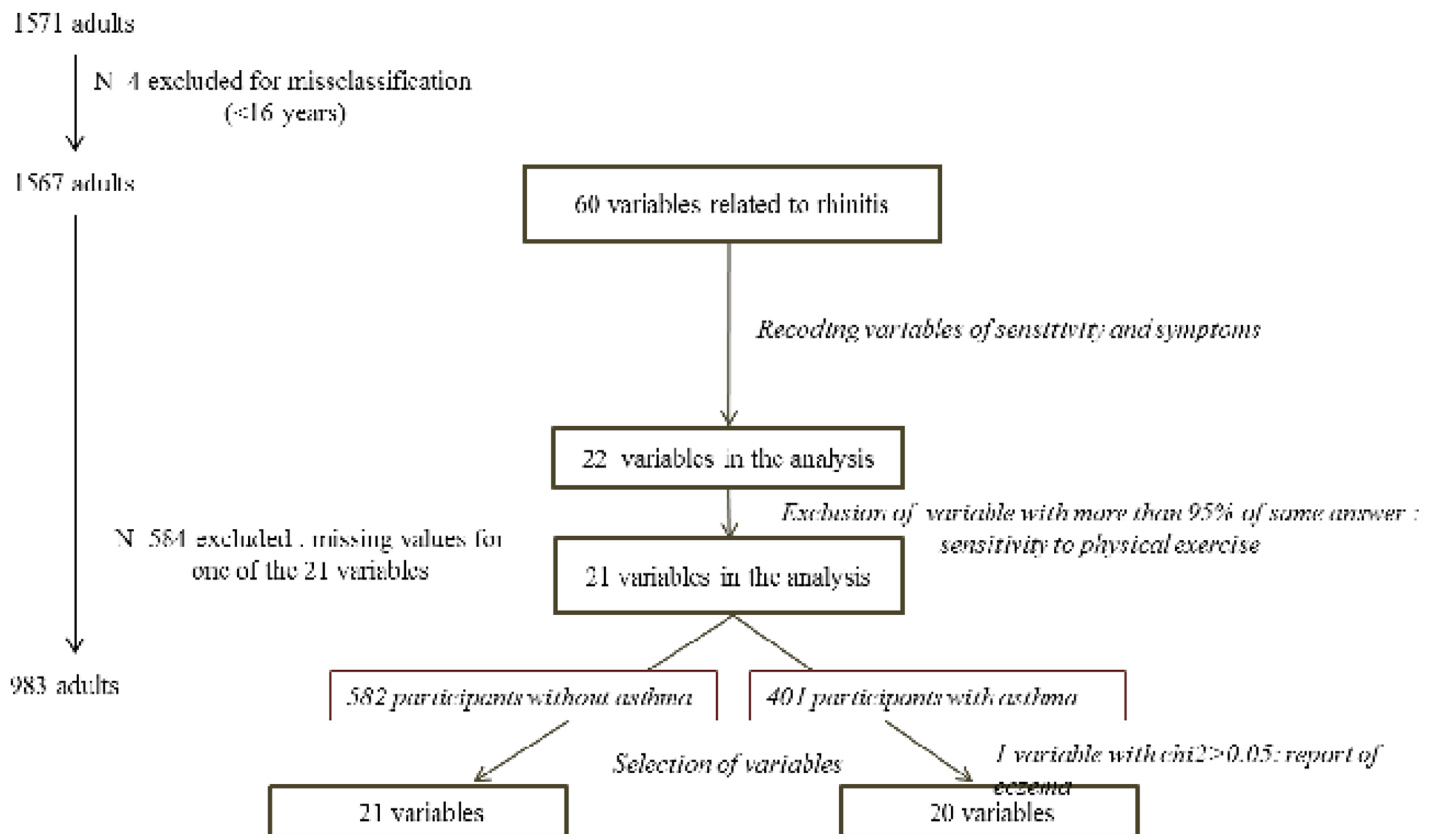 1571 adults
N 4 excluded for missclassification
(<16 years)
1567 adults
60 variables related to rhinitis
Recoding variables of sensitivity and symptoms
22 variables in the analysis
Exclusion of variable with more than 95% of same answer :
sensitivity to physical exercise
N 584 excluded . missing values for
one of the 21 variables
21 variables in the analysis
983 adults
582 participants without asthma
401 participants with asthma
Selection of variables
1 variable with chi2>0.05: report of
eczema
21 variables
20 variables